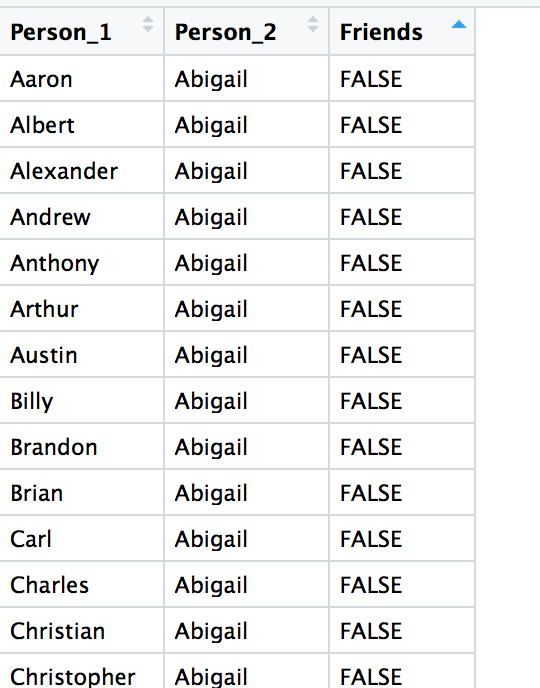 Person_1 Person_2 Friends
Aaron Abigail FALSE
Albert Abigail FALSE
Alexander Abigail FALSE
Andrew Abigail FALSE
Anthony Abigail FALSE
Arthur Abigail FALSE
Austin Abigail FALSE
Billy Abigail FALSE
Brandon Abigail FALSE
Brian Abigail FALSE
Carl Abigail FALSE
Charles Abigail FALSE
Christian Abigail FALSE
Christopher Abigail FALSE